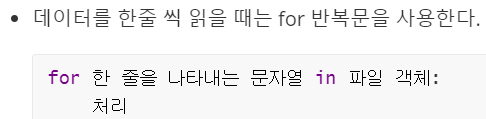 • 데이터를 한줄 씩 읽을 때는 for 반복문을 사용한다.
for 한 줄을 나타내는 문자열 in 파일 객체:
    처리